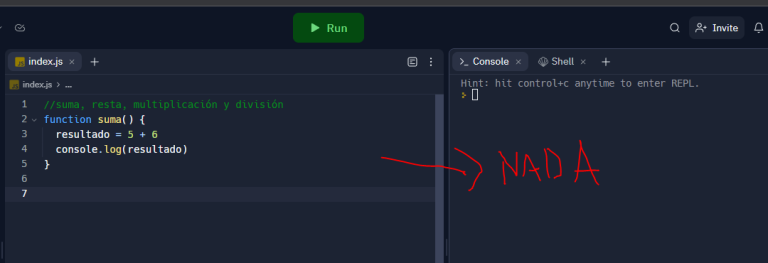 Run
Invite
index.js × +
index.js > ...
1 //suma, resta, multiplicación y división
2 function suma() {
3 resultado = 5 + 6
4 console.log(resultado)
5 }
6
7
Console × Shell × +
Hint: hit control+c anytime to enter REPL.
>
NADA